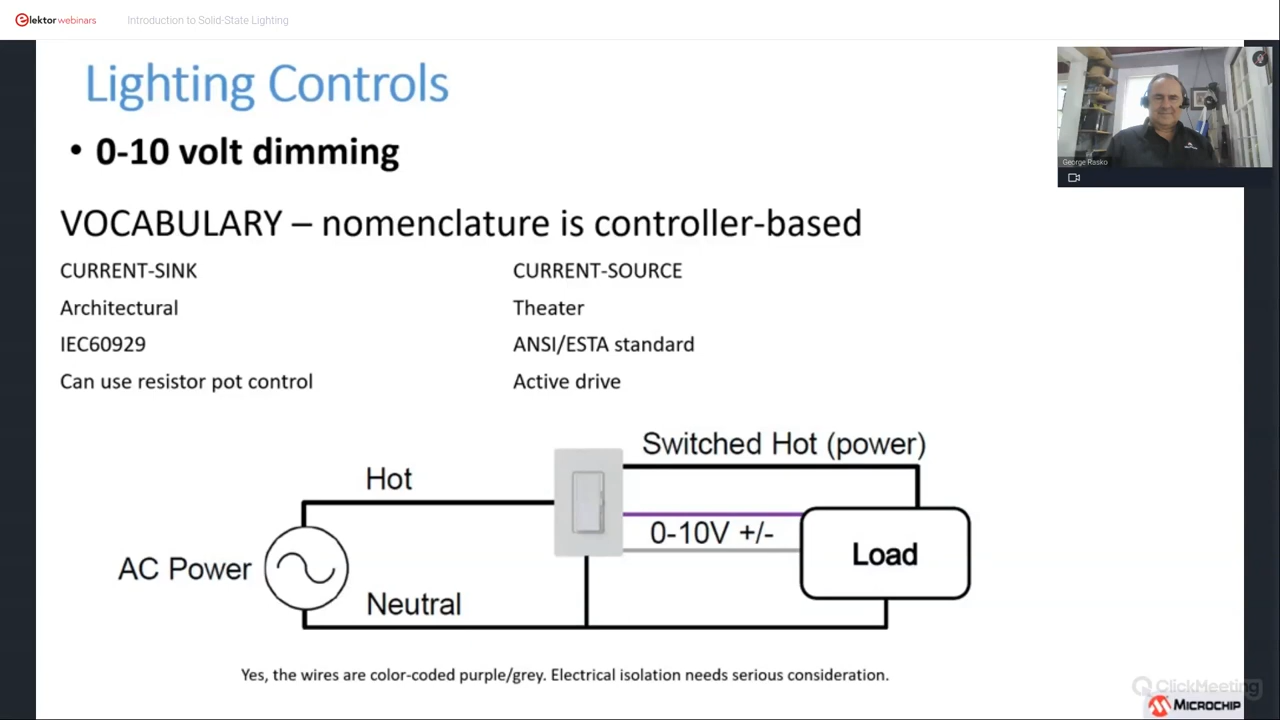 elektor webinars
Introduction to Solid-State Lighting
Lighting Controls
• 0-10 volt dimming
George Rasko
VOCABULARY – nomenclature is controller-based
CURRENT-SINK
CURRENT-SOURCE
Architectural
Theater
IEC60929
ANSI/ESTA standard
Can use resistor pot control
Active drive
Switched Hot (power)
Hot
0-10V +/-
Load
AC Power
Neutral
Yes, the wires are color-coded purple/grey. Electrical isolation needs serious consideration.
ClickMeeting
MICROCHIP